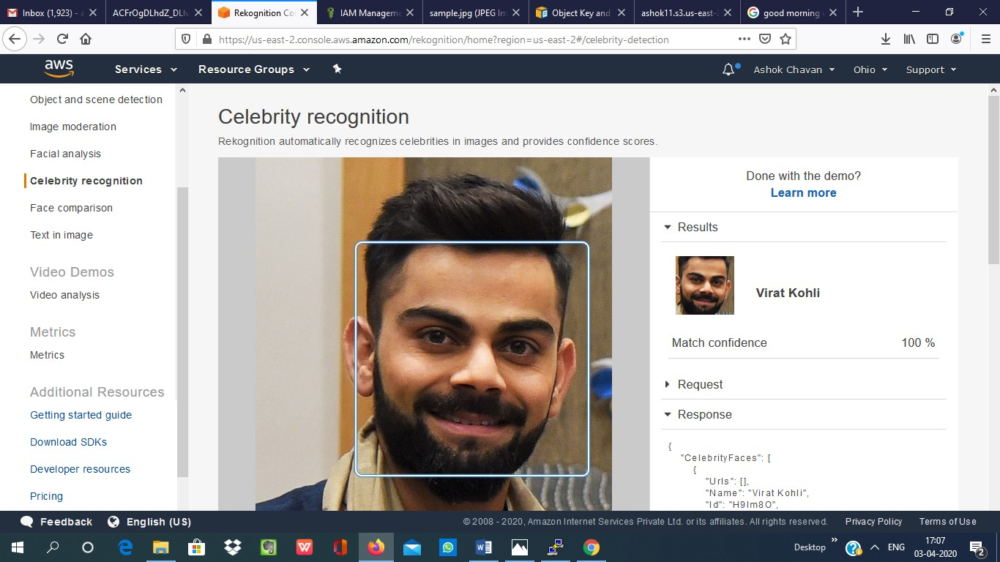 Inbox (1,923) - a
ACFrOgDLhdZ_DLlv
Rekognition Co
IAM Managem
sample.jpg (JPEG Im
Object Key and
ashok11.s3.us-east-2
good morning
https://us-east-2.console.aws.amazon.com/rekognition/home?region=us-east-2#/celebrity-detection
aws
Services
Resource Groups
Ashok Chavan
Ohio
Support
Object and scene detection
Image moderation
Facial analysis
Celebrity recognition
Face comparison
Text in image
Video Demos
Video analysis
Metrics
Metrics
Additional Resources
Getting started guide
Download SDKs
Developer resources
Pricing
Celebrity recognition
Rekognition automatically recognizes celebrities in images and provides confidence scores.
Done with the demo?
Learn more
Results
Virat Kohli
Match confidence 100 %
Request
Response
{
"CelebrityFaces": [
{
"Urls": [],
"Name": "Virat Kohli",
"Id": "H9Im8O",
Feedback
English (US)
© 2008 - 2020, Amazon Internet Services Private Ltd. or its affiliates. All rights reserved.
Privacy Policy
Terms of Use
Desktop
ENG
17:07
03-04-2020
2